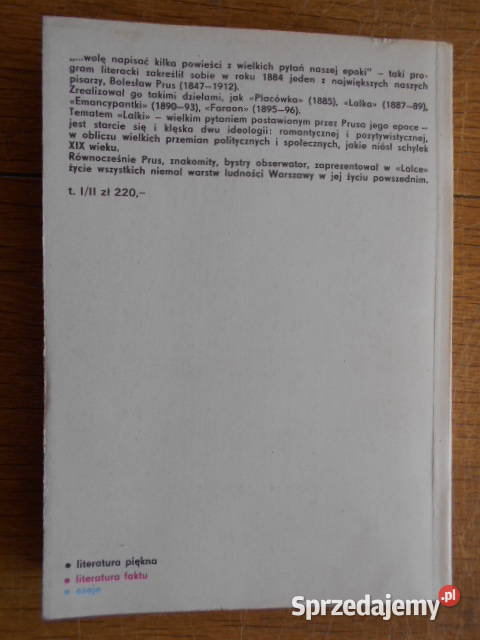 „...wolę napisać kilka powieści z wielkich pytań naszej epoki” – taki pro-
gram literacki zakreślił sobie w roku 1884 jeden z największych naszych
pisarzy, Bolesław Prus (1847–1912).
Zrealizował go takimi dziełami, jak «Placówka» (1885), «Lalka» (1887–89),
«Emancypantki» (1890–93), «Faraon» (1895–96).
Tematem «Lalki» – wielkim pytaniem postawionym przez Prusa jego epoce –
jest starcie się i klęska dwu ideologii: romantycznej i pozytywistycznej,
w obliczu wielkich przemian politycznych i społecznych, jakie niósł schyłek
XIX wieku.
Równocześnie Prus, znakomity, bystry obserwator, zaprezentował w «Lalce»
życie wszystkich niemal warstw ludności Warszawy w jej życiu powszednim.
t. I/II zł 220,–
• literatura piękna
• literatura faktu
• eseje
Sprzedajemy.pl